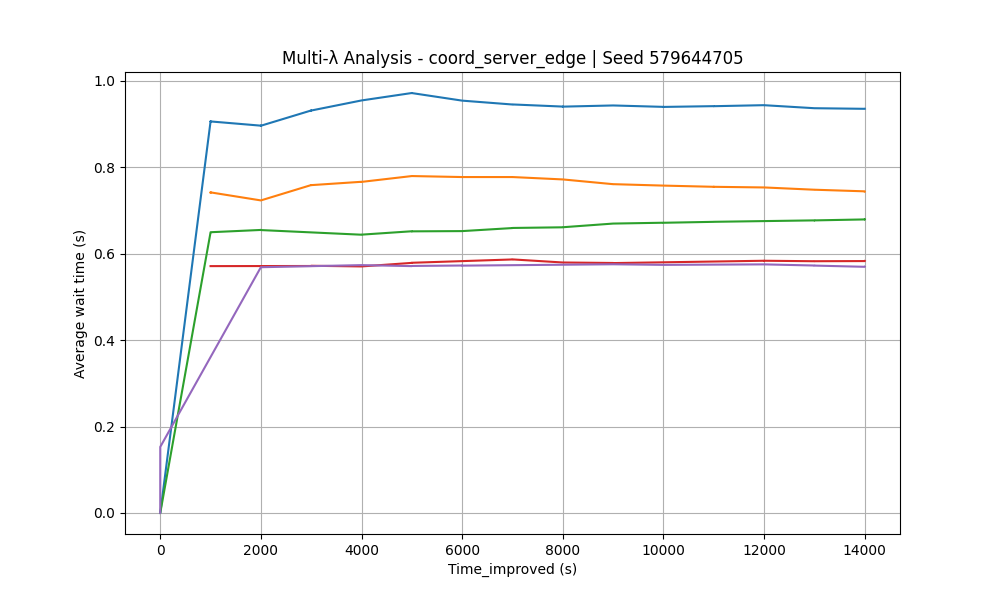 Multi-λ Analysis - coord_server_edge | Seed 579644705
1.0
0.8
0.6
0.4
0.2
0.0
Average wait time (s)
0 2000 4000 6000 8000 10000 12000 14000
Time_improved (s)